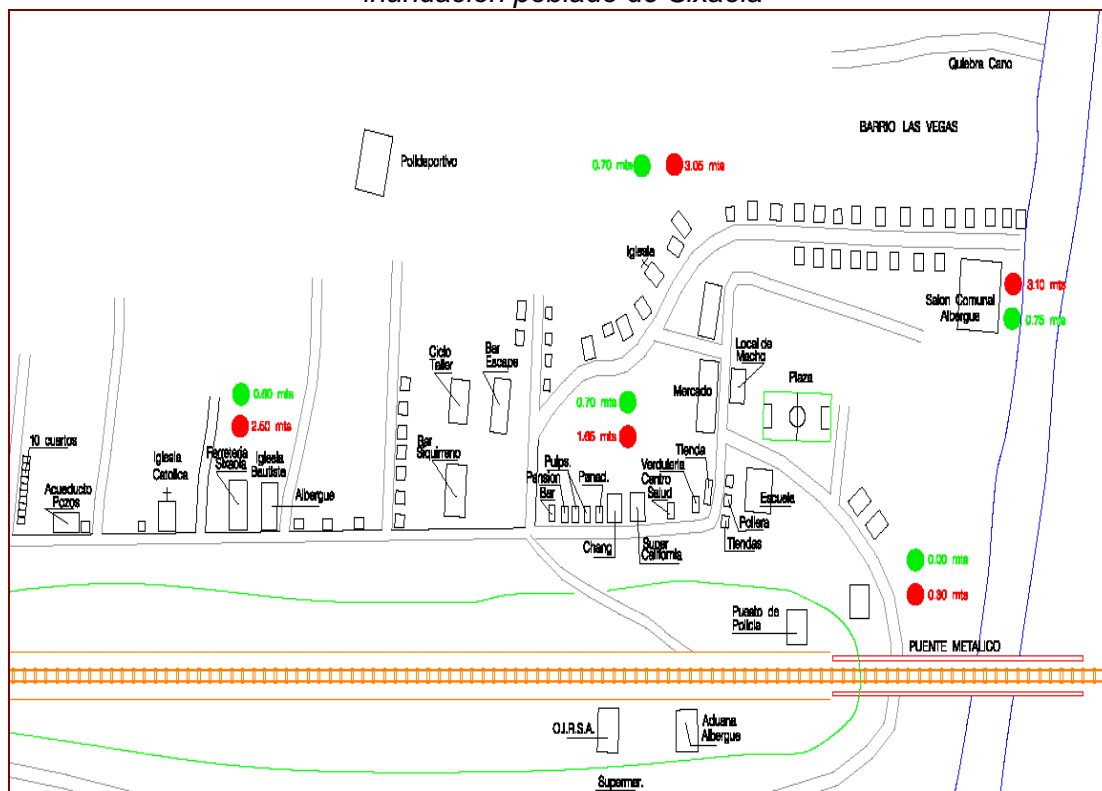 Inundación poblado de Sixaola
Quiebra Cano
BARRIO LAS VEGAS
Polideportivo
0.70 mts
3.05 mts
Iglesia
Salon Comunal
Albergue
3.10 mts
0.75 mts
Local de
Macho
Plaza
Mercado
Ciclo
Taller
Bar
Escape
0.60 mts
2.50 mts
0.70 mts
1.65 mts
10 cuartos
Acueducto
Pozos
Iglesia
Catolica
Ferreteria
Sixaola
Iglesia
Bautista
Albergue
Bar
Siquirreno
Pulps.
Pension
Bar
Panad.
Chang
Super
California
Verduleria
Centro
Salud
Tienda
Escuela
Pollera
Tiendas
0.00 mts
0.30 mts
Puesto de
Policia
PUENTE METALICO
O.I.R.S.A.
Aduana
Albergue
Supermer.